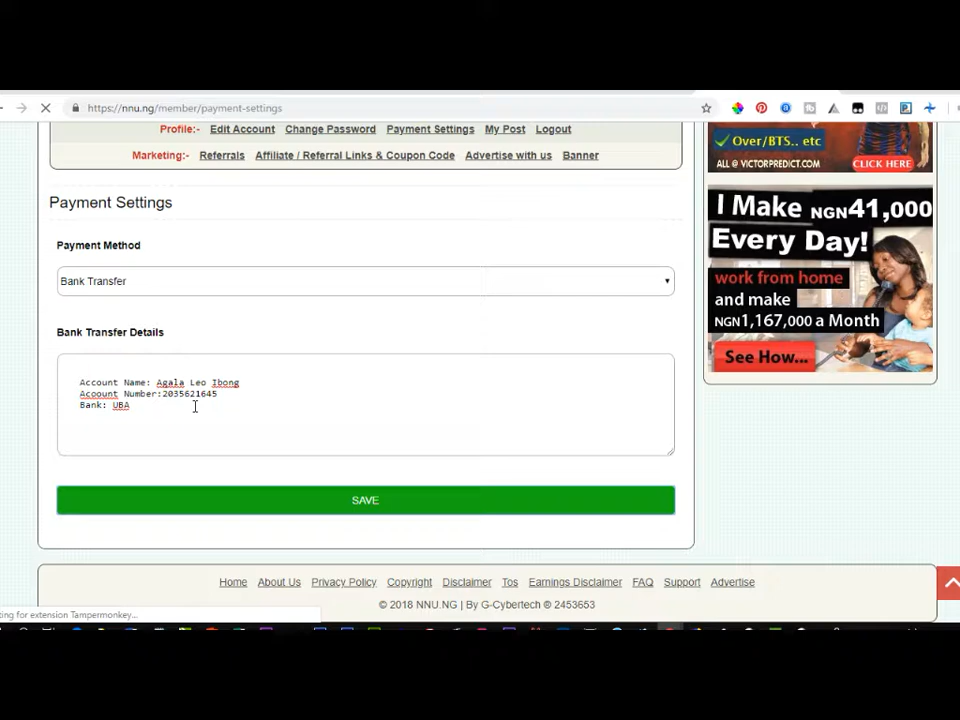 https://nnu.ng/member/payment-settings
Profile:- Edit Account Change Password Payment Settings My Post Logout
Marketing:- Referrals Affiliate / Referral Links & Coupon Code Advertise with us Banner
Over/BTS.. etc
ALL @ VICTORPREDICT.COM CLICK HERE
Payment Settings
I Make NGN41,000
Every Day!
work from home
and make
NGN1,167,000 a Month
See How...
Payment Method
Bank Transfer
Bank Transfer Details
Account Name: Agala Leo Ibong
Acoount Number:2035621645
Bank: UBA
SAVE
Home About Us Privacy Policy Copyright Disclaimer Tos Earnings Disclaimer FAQ Support Advertise
© 2018 NNU.NG | By G-Cybertech ® 2453653
for extension Tampermonkey...